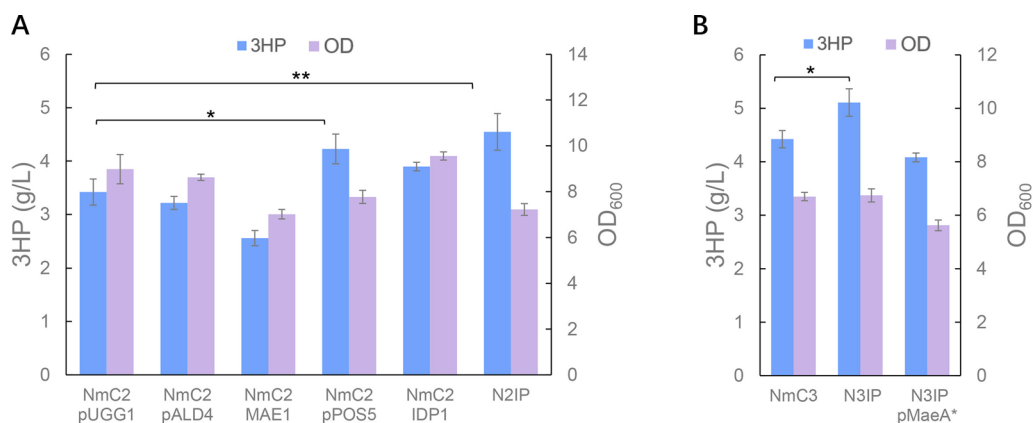 A
3HP OD
6
5
4
3
2
1
0
3HP (g/L)
14
12
10
8
6
4
2
0
OD600
**
*
NmC2 pUGG1
NmC2 pALD4
NmC2 MAE1
NmC2 pPOS5
NmC2 IDP1
N2IP
B
3HP OD
6
5
4
3
2
1
0
3HP (g/L)
12
10
8
6
4
2
0
OD600
*
NmC3
N3IP
N3IP pMaeA*